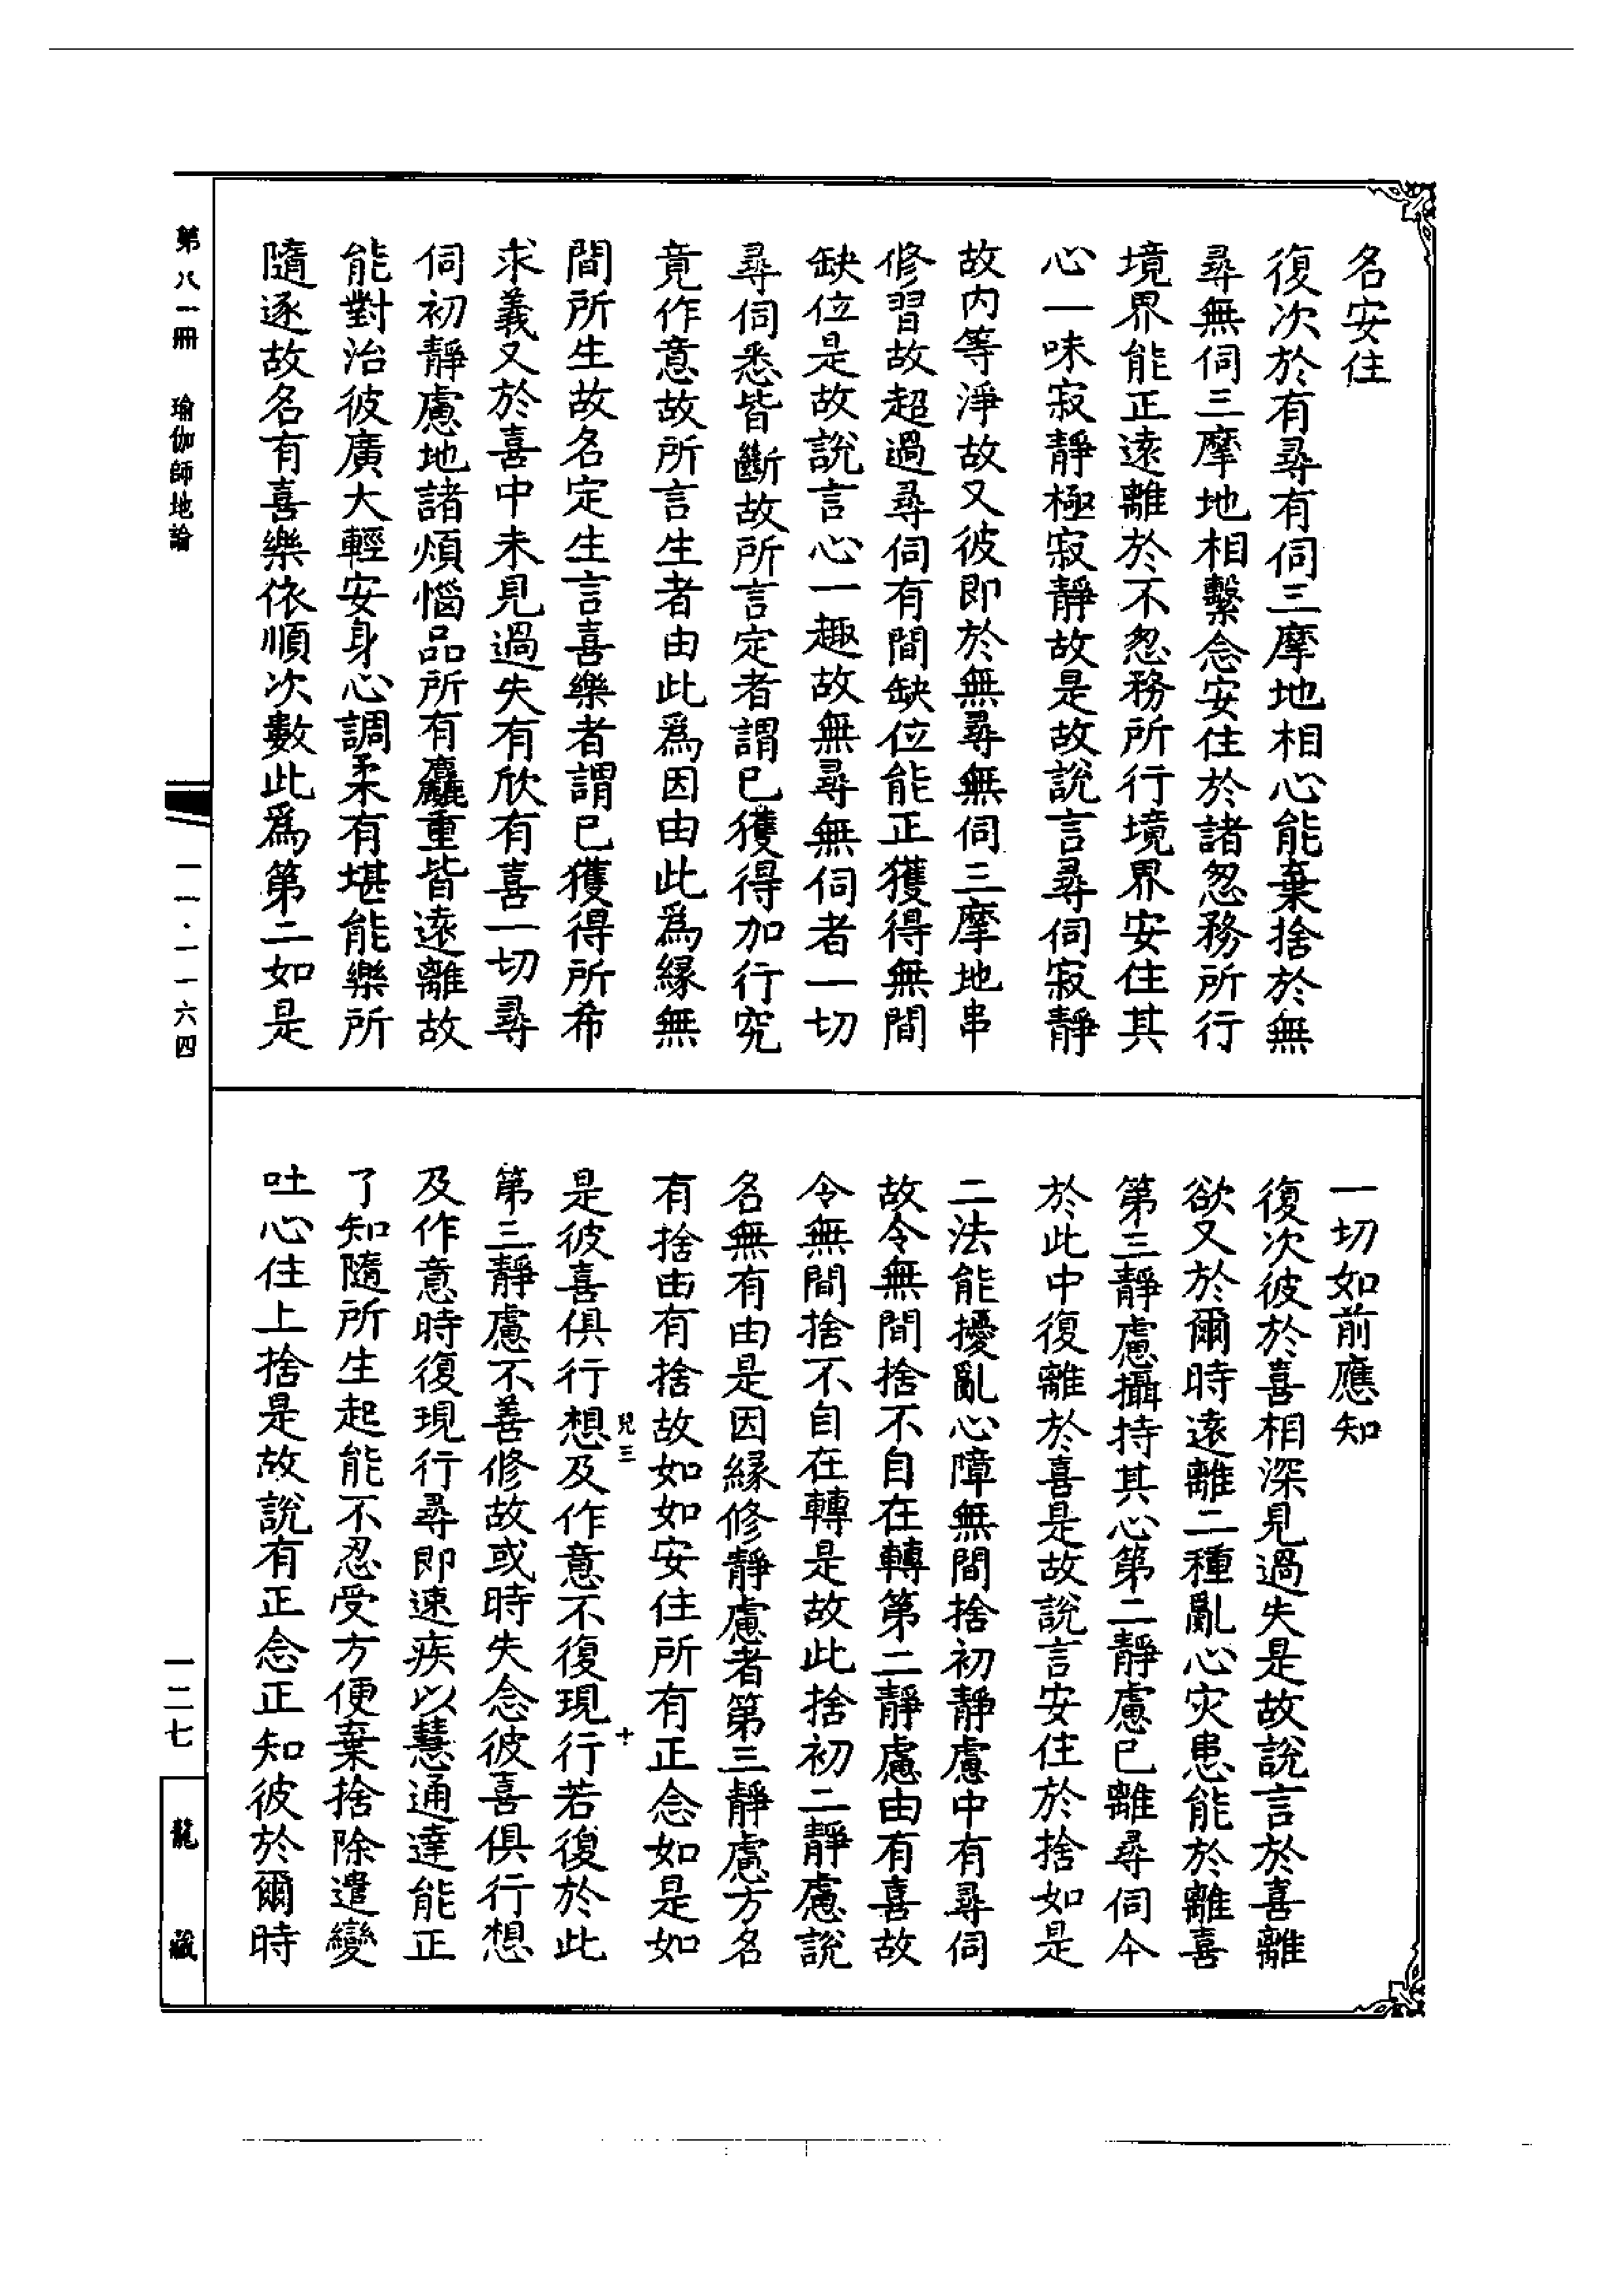 名安住
復次於有尋有伺三摩地相心能棄捨於無
尋無伺三摩地相繫念安住於諸怱務所行
境界能正遠離於不怱務所行境界安住其
心一味寂靜極寂靜故是故說言尋伺寂靜
故内等淨故又彼即於無尋無伺三摩地串
修習故超過尋伺有間缺位能正獲得無間
缺位是故說言心一趣故無尋無伺者一切
尋伺悉皆斷故所言定者謂已獲得加行究
竟作意故所言生者由此爲因由此爲緣無
間所生故名定生言喜樂者謂已獲得所希
求義又於喜中未見過失有欣有喜一切尋
伺初靜慮地諸煩惱品所有麤重皆遠離故
能對治彼廣大輕安身心調柔有堪能樂所
隨逐故名有喜樂依順次數此爲第二如是
一切如前應知
復次彼於喜相深見過失是故說言於喜離
欲又於爾時遠離二種亂心灾患能於離喜
第三靜慮攝持其心第二靜慮已離尋伺今
於此中復離於喜是故說言安住於捨如是
二法能擾亂心障無間捨初靜慮中有尋伺
故令無間捨不自在轉第二靜慮由有喜故
令無間捨不自在轉是故此捨初二靜慮說
名無有由是因緣修靜慮者第三靜慮方名
有捨由有捨故如如安住所有正念如是如
皃三 十
是彼喜俱行想及作意不復現行若復於此
第三靜慮不善修故或時失念彼喜俱行想
及作意時復現行尋即速疾以慧通達能正
了知隨所生起能不忍受方便棄捨除遣變
吐心住上捨是故說有正念正知彼於爾時
第八一冊 瑜伽師地論
一一·一一六四
一二七
龍藏